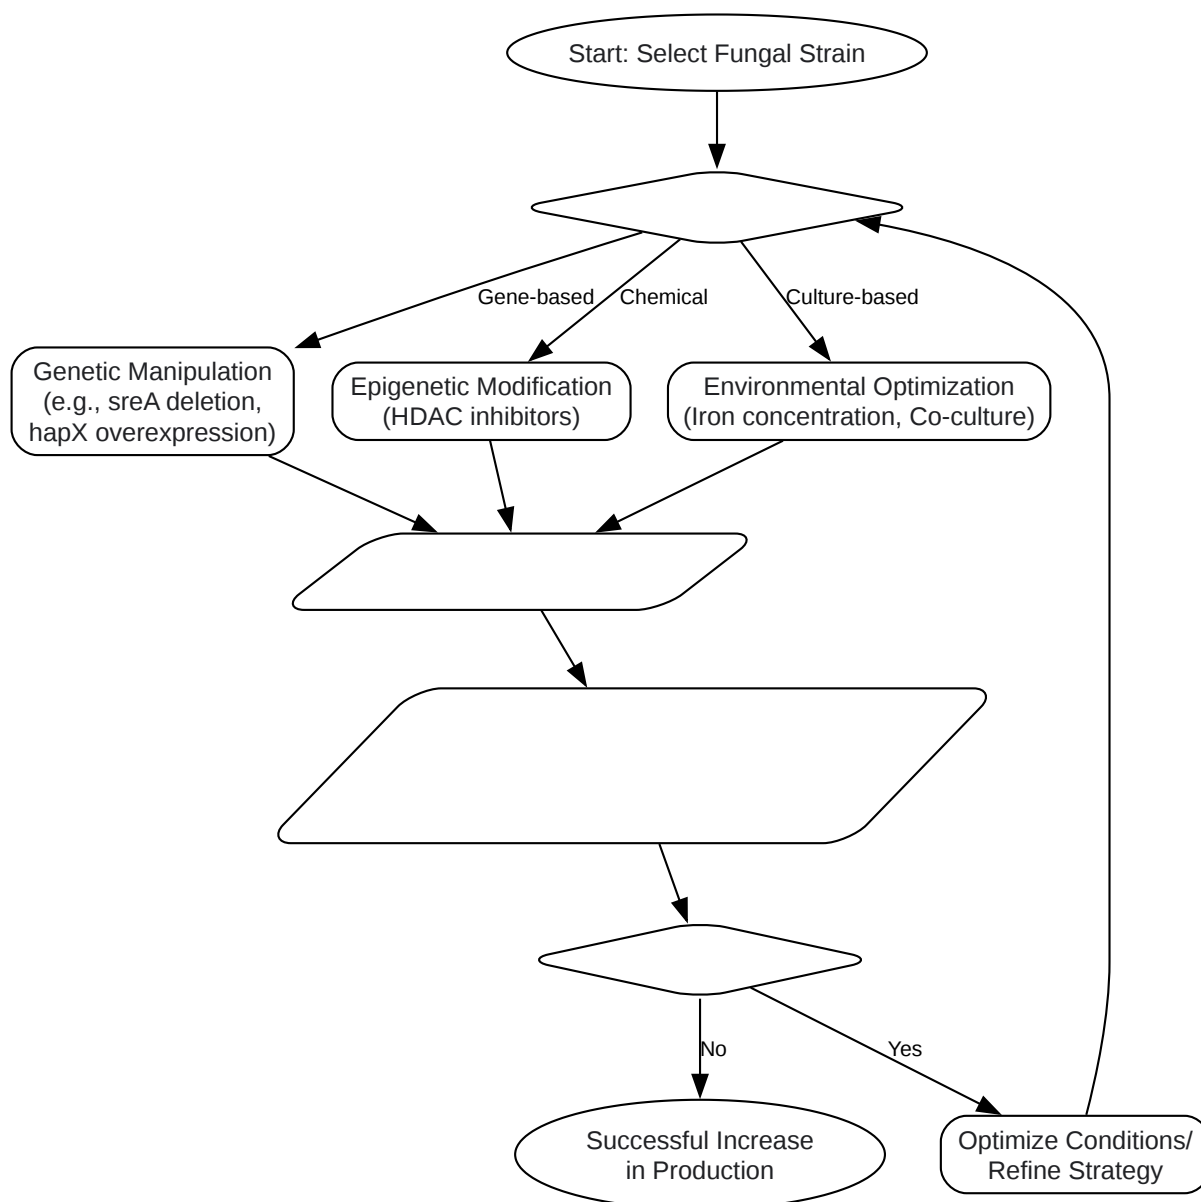 Start: Select Fungal Strain
Gene-based
Chemical
Culture-based
Genetic Manipulation
(e.g., sreA deletion,
hapX overexpression)
Epigenetic Modification
(HDAC inhibitors)
Environmental Optimization
(Iron concentration, Co-culture)
No
Yes
Successful Increase
in Production
Optimize Conditions/
Refine Strategy